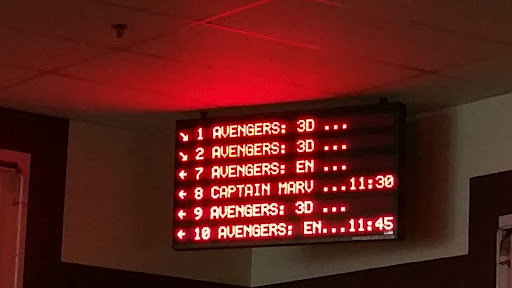 ↘ 1 AVENGERS: 3D ...
↘ 2 AVENGERS: 3D ...
← 7 AVENGERS: EN ...
← 8 CAPTAIN MARV ...11:30
← 9 AVENGERS: 3D ...
← 10 AVENGERS: EN...11:45